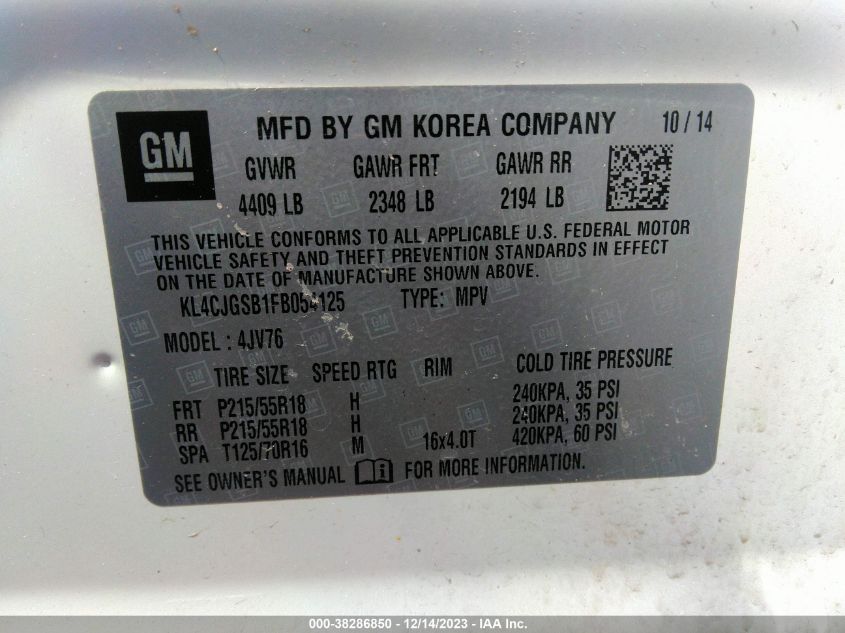 GM
MFD BY GM KOREA COMPANY 10 / 14
GVWR GAWR FRT GAWR RR
4409 LB 2348 LB 2194 LB
THIS VEHICLE CONFORMS TO ALL APPLICABLE U.S. FEDERAL MOTOR
VEHICLE SAFETY AND THEFT PREVENTION STANDARDS IN EFFECT
ON THE DATE OF MANUFACTURE SHOWN ABOVE.
KL4CJGSB1FB054125 TYPE: MPV
MODEL : 4JV76
TIRE SIZE SPEED RTG RIM COLD TIRE PRESSURE
FRT P215/55R18 H 240KPA, 35 PSI
RR P215/55R18 H 240KPA, 35 PSI
SPA T125/70R16 M 16x4.0T 420KPA, 60 PSI
SEE OWNER'S MANUAL FOR MORE INFORMATION.
000-38286850 - 12/14/2023 - IAA Inc.